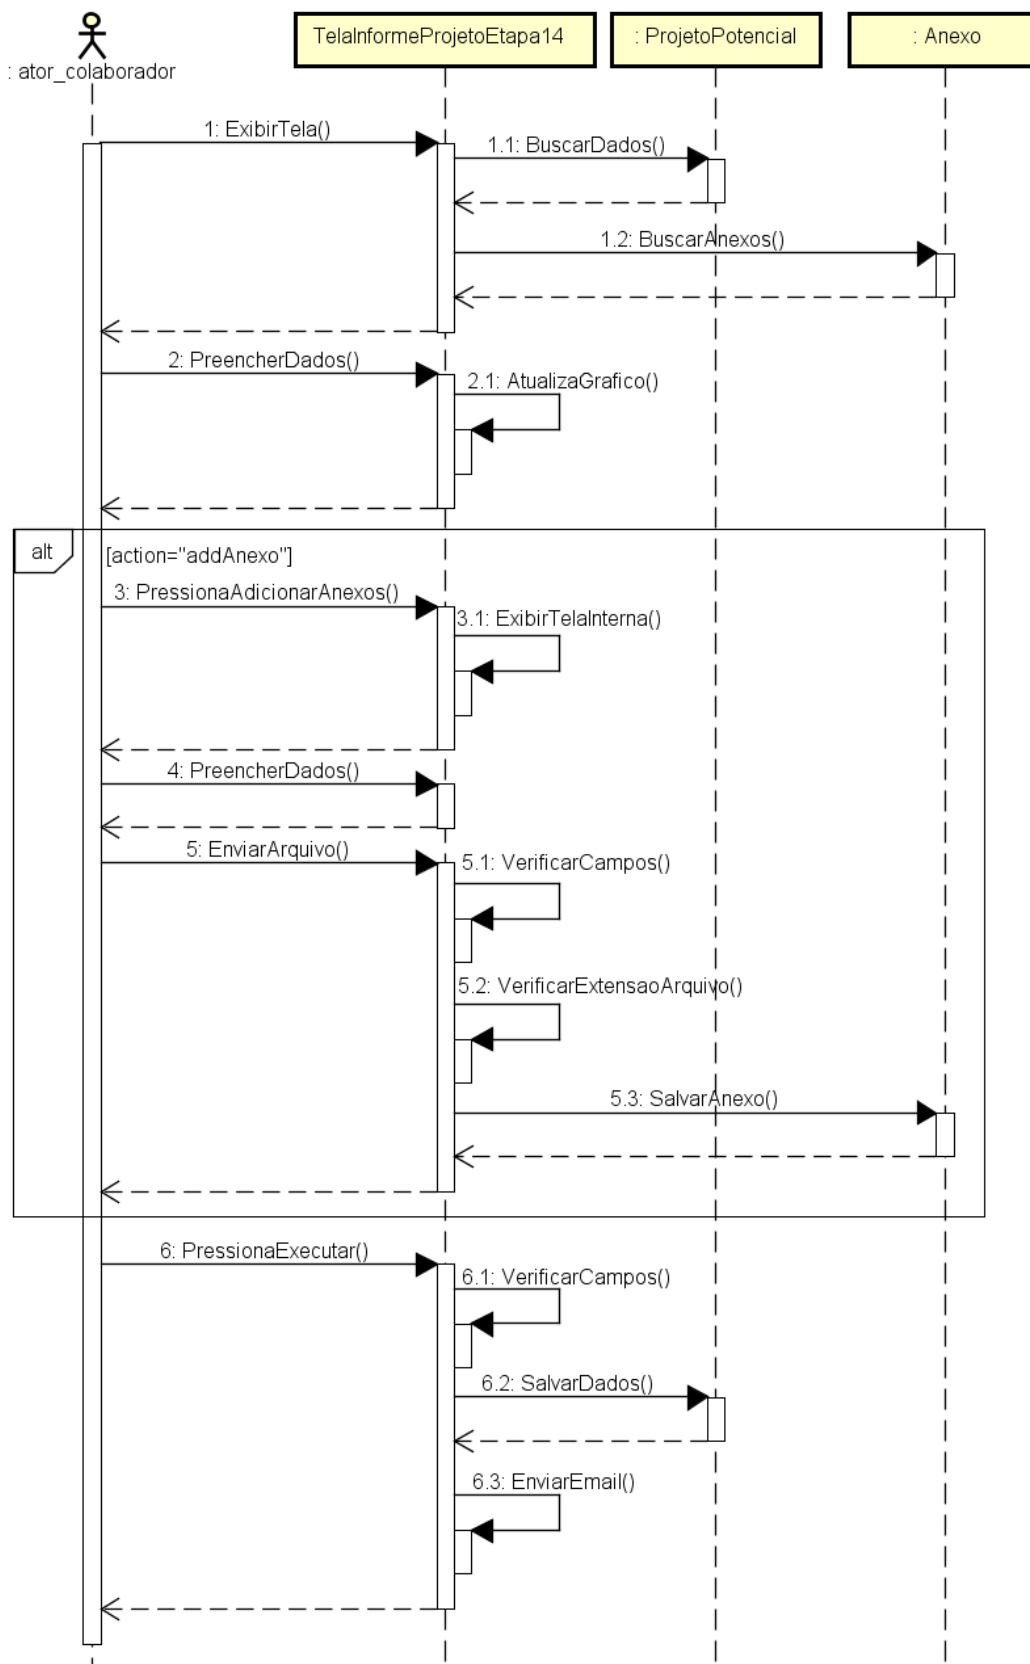 : ator_colaborador
TelaInformeProjetoEtapa14
: ProjetoPotencial
: Anexo
1: ExibirTela()
1.1: BuscarDados()
1.2: BuscarAnexos()
2: PreencherDados()
2.1: AtualizaGrafico()
alt
[action="addAnexo"]
3: PressionaAdicionarAnexos()
3.1: ExibirTelaInterna()
4: PreencherDados()
5: EnviarArquivo()
5.1: VerificarCampos()
5.2: VerificarExtensaoArquivo()
5.3: SalvarAnexo()
6: PressionaExecutar()
6.1: VerificarCampos()
6.2: SalvarDados()
6.3: EnviarEmail()